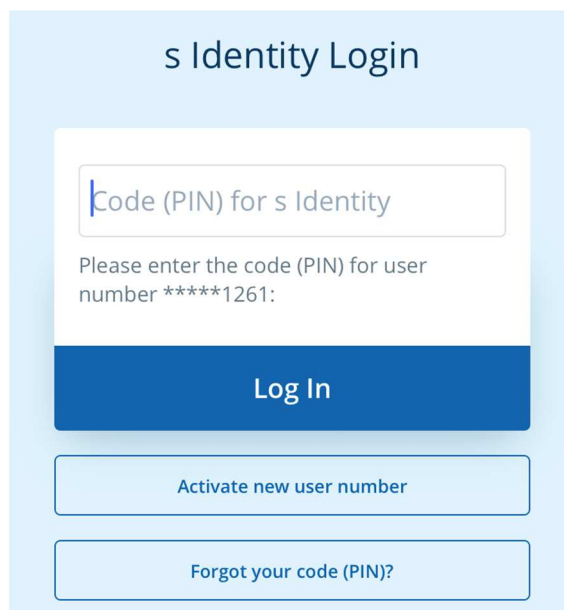 s Identity Login
Code (PIN) for s Identity
Please enter the code (PIN) for user
number *****1261:
Log In
Activate new user number
Forgot your code (PIN)?